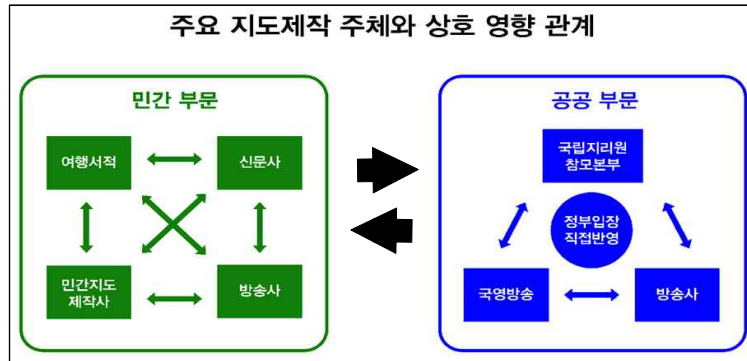 주요 지도제작 주체와 상호 영향 관계
민간 부문
여행서적
신문사
민간지도
제작사
방송사
공공 부문
국립지리원
참모본부
정부입장
직접반영
국영방송
방송사